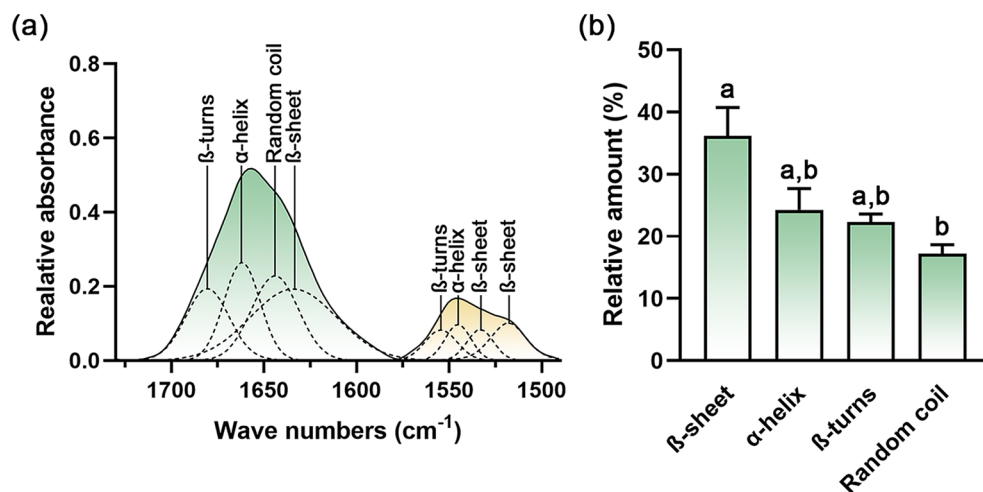 (a)
0.8
0.6
0.4
0.2
0.0
Realative absorbance
ß-turns
α-helix
Random coil
ß-sheet
ß-turns
α-helix
ß-sheet
ß-sheet
1700 1650 1600 1550 1500
Wave numbers (cm⁻¹)
(b)
50
40
30
20
10
0
Relative amount (%)
a
a,b
a,b
b
ß-sheet
α-helix
ß-turns
Random coil